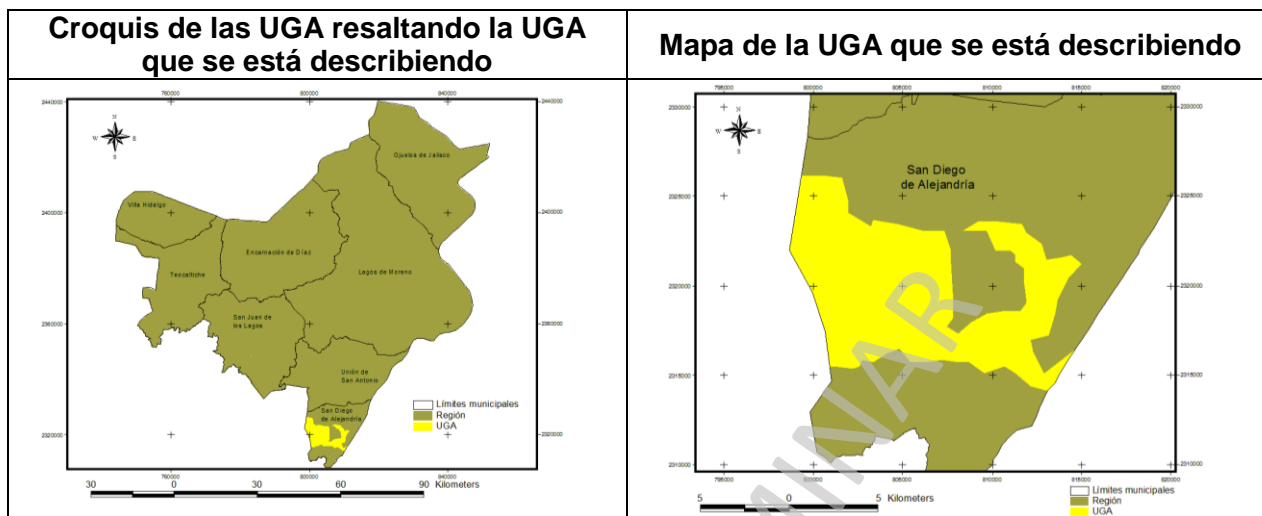 Croquis de las UGA resaltando la UGA
que se está describiendo
Mapa de la UGA que se está describiendo
760000
800000
840000
2440000
2440000
N
W
E
S
Ojuelos de Jalisco
Villa Hidalgo
2400000
2400000
Encarnación de Díaz
Teocaltiche
Lagos de Moreno
San Juan de
los Lagos
2360000
2360000
Unión de
San Antonio
San Diego
de Alejandría
Límites municipales
Región
UGA
2320000
2320000
760000
800000
840000
30
0
30
60
90
Kilometers
795000
800000
805000
810000
815000
820000
2330000
2330000
N
W
E
S
San Diego
de Alejandría
2325000
2325000
2320000
2320000
2315000
2315000
2310000
2310000
795000
800000
805000
810000
815000
820000
5
0
5
Kilometers
Límites municipales
Región
UGA
MINAR